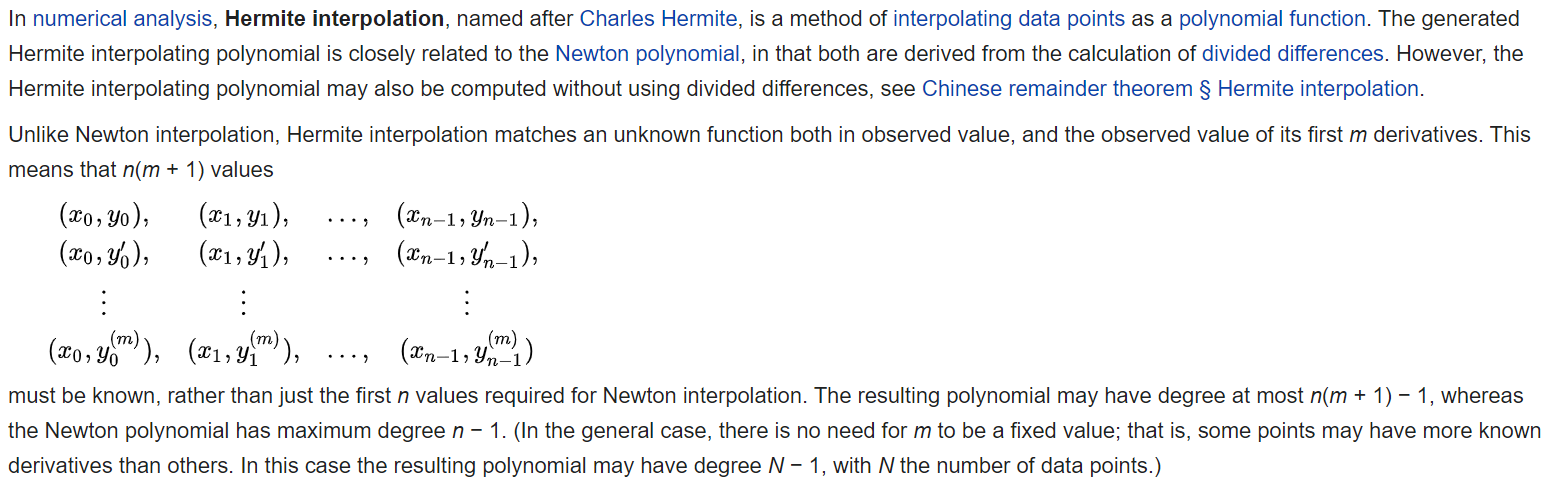 In numerical analysis, Hermite interpolation, named after Charles Hermite, is a method of interpolating data points as a polynomial function. The generated
Hermite interpolating polynomial is closely related to the Newton polynomial, in that both are derived from the calculation of divided differences. However, the
Hermite interpolating polynomial may also be computed without using divided differences, see Chinese remainder theorem § Hermite interpolation.
Unlike Newton interpolation, Hermite interpolation matches an unknown function both in observed value, and the observed value of its first m derivatives. This
means that n(m + 1) values
(x₀, y₀), (x₁, y₁), …, (xₙ₋₁, yₙ₋₁),
(x₀, y′₀), (x₁, y′₁), …, (xₙ₋₁, y′ₙ₋₁),
⋮ ⋮ ⋮
(x₀, y₀⁽ᵐ⁾), (x₁, y₁⁽ᵐ⁾), …, (xₙ₋₁, yₙ₋₁⁽ᵐ⁾)
must be known, rather than just the first n values required for Newton interpolation. The resulting polynomial may have degree at most n(m + 1) − 1, whereas
the Newton polynomial has maximum degree n − 1. (In the general case, there is no need for m to be a fixed value; that is, some points may have more known
derivatives than others. In this case the resulting polynomial may have degree N − 1, with N the number of data points.)